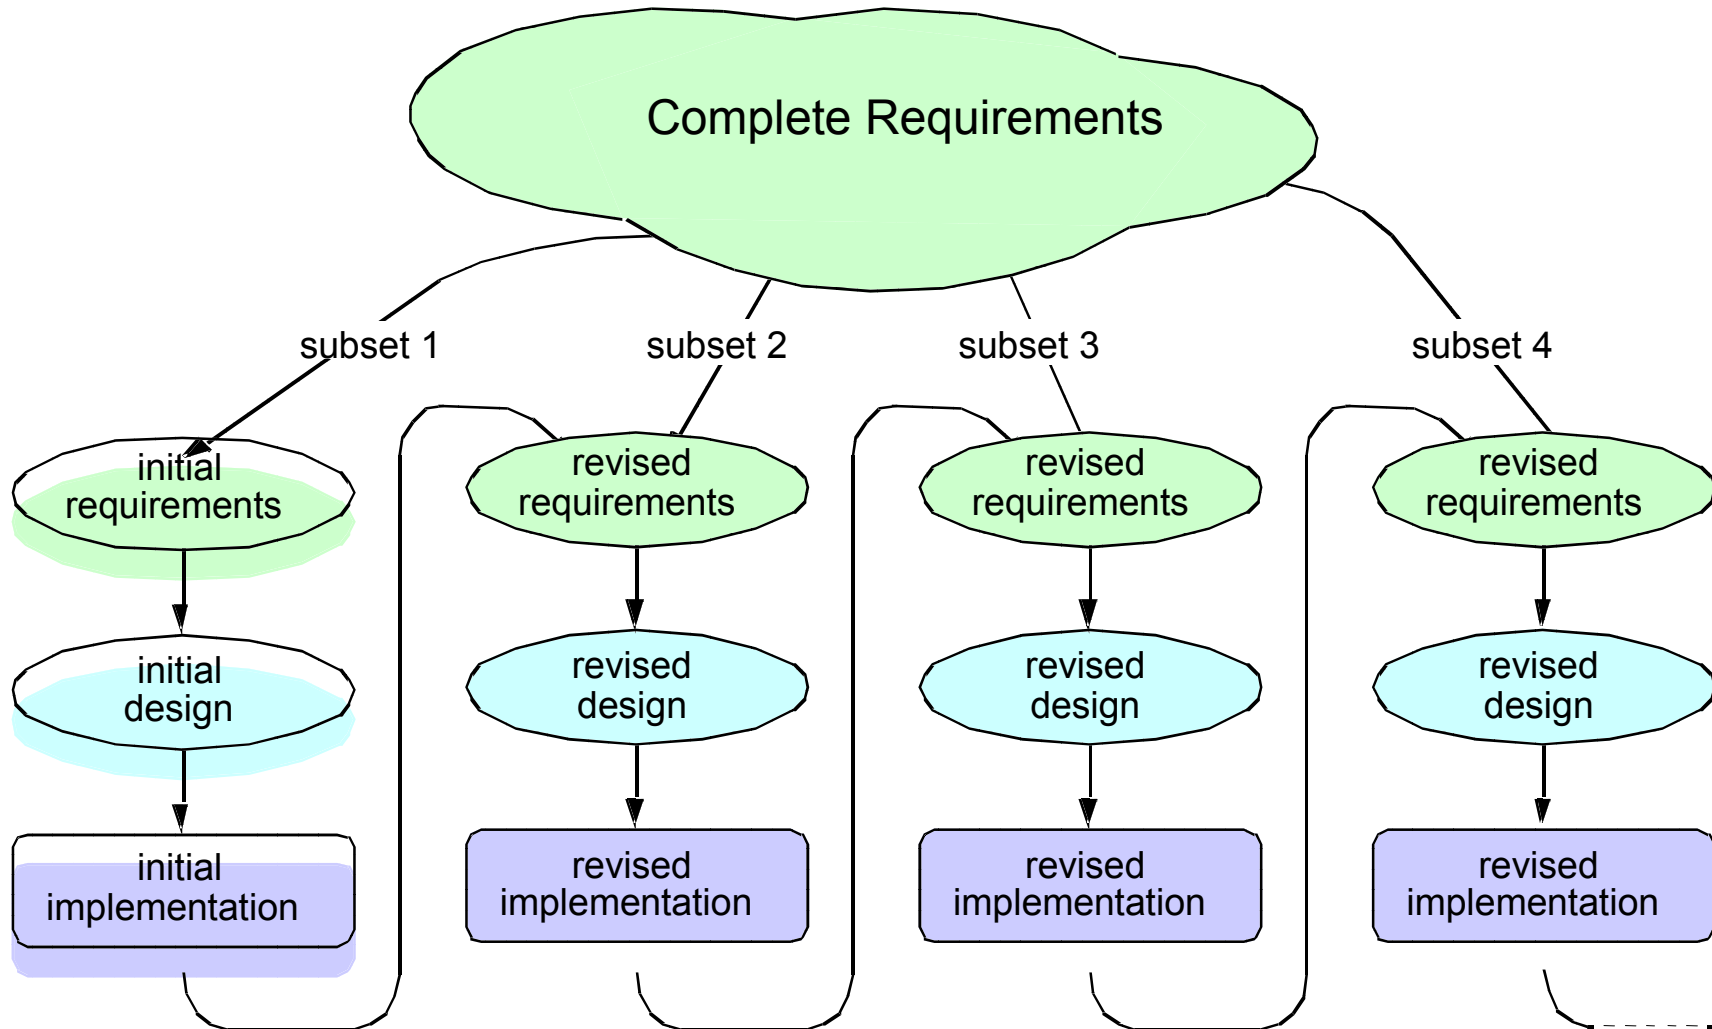 Complete Requirements
subset 1
subset 2
subset 3
subset 4
initial
requirements
revised
requirements
revised
requirements
revised
requirements
initial
design
revised
design
revised
design
revised
design
initial
implementation
revised
implementation
revised
implementation
revised
implementation